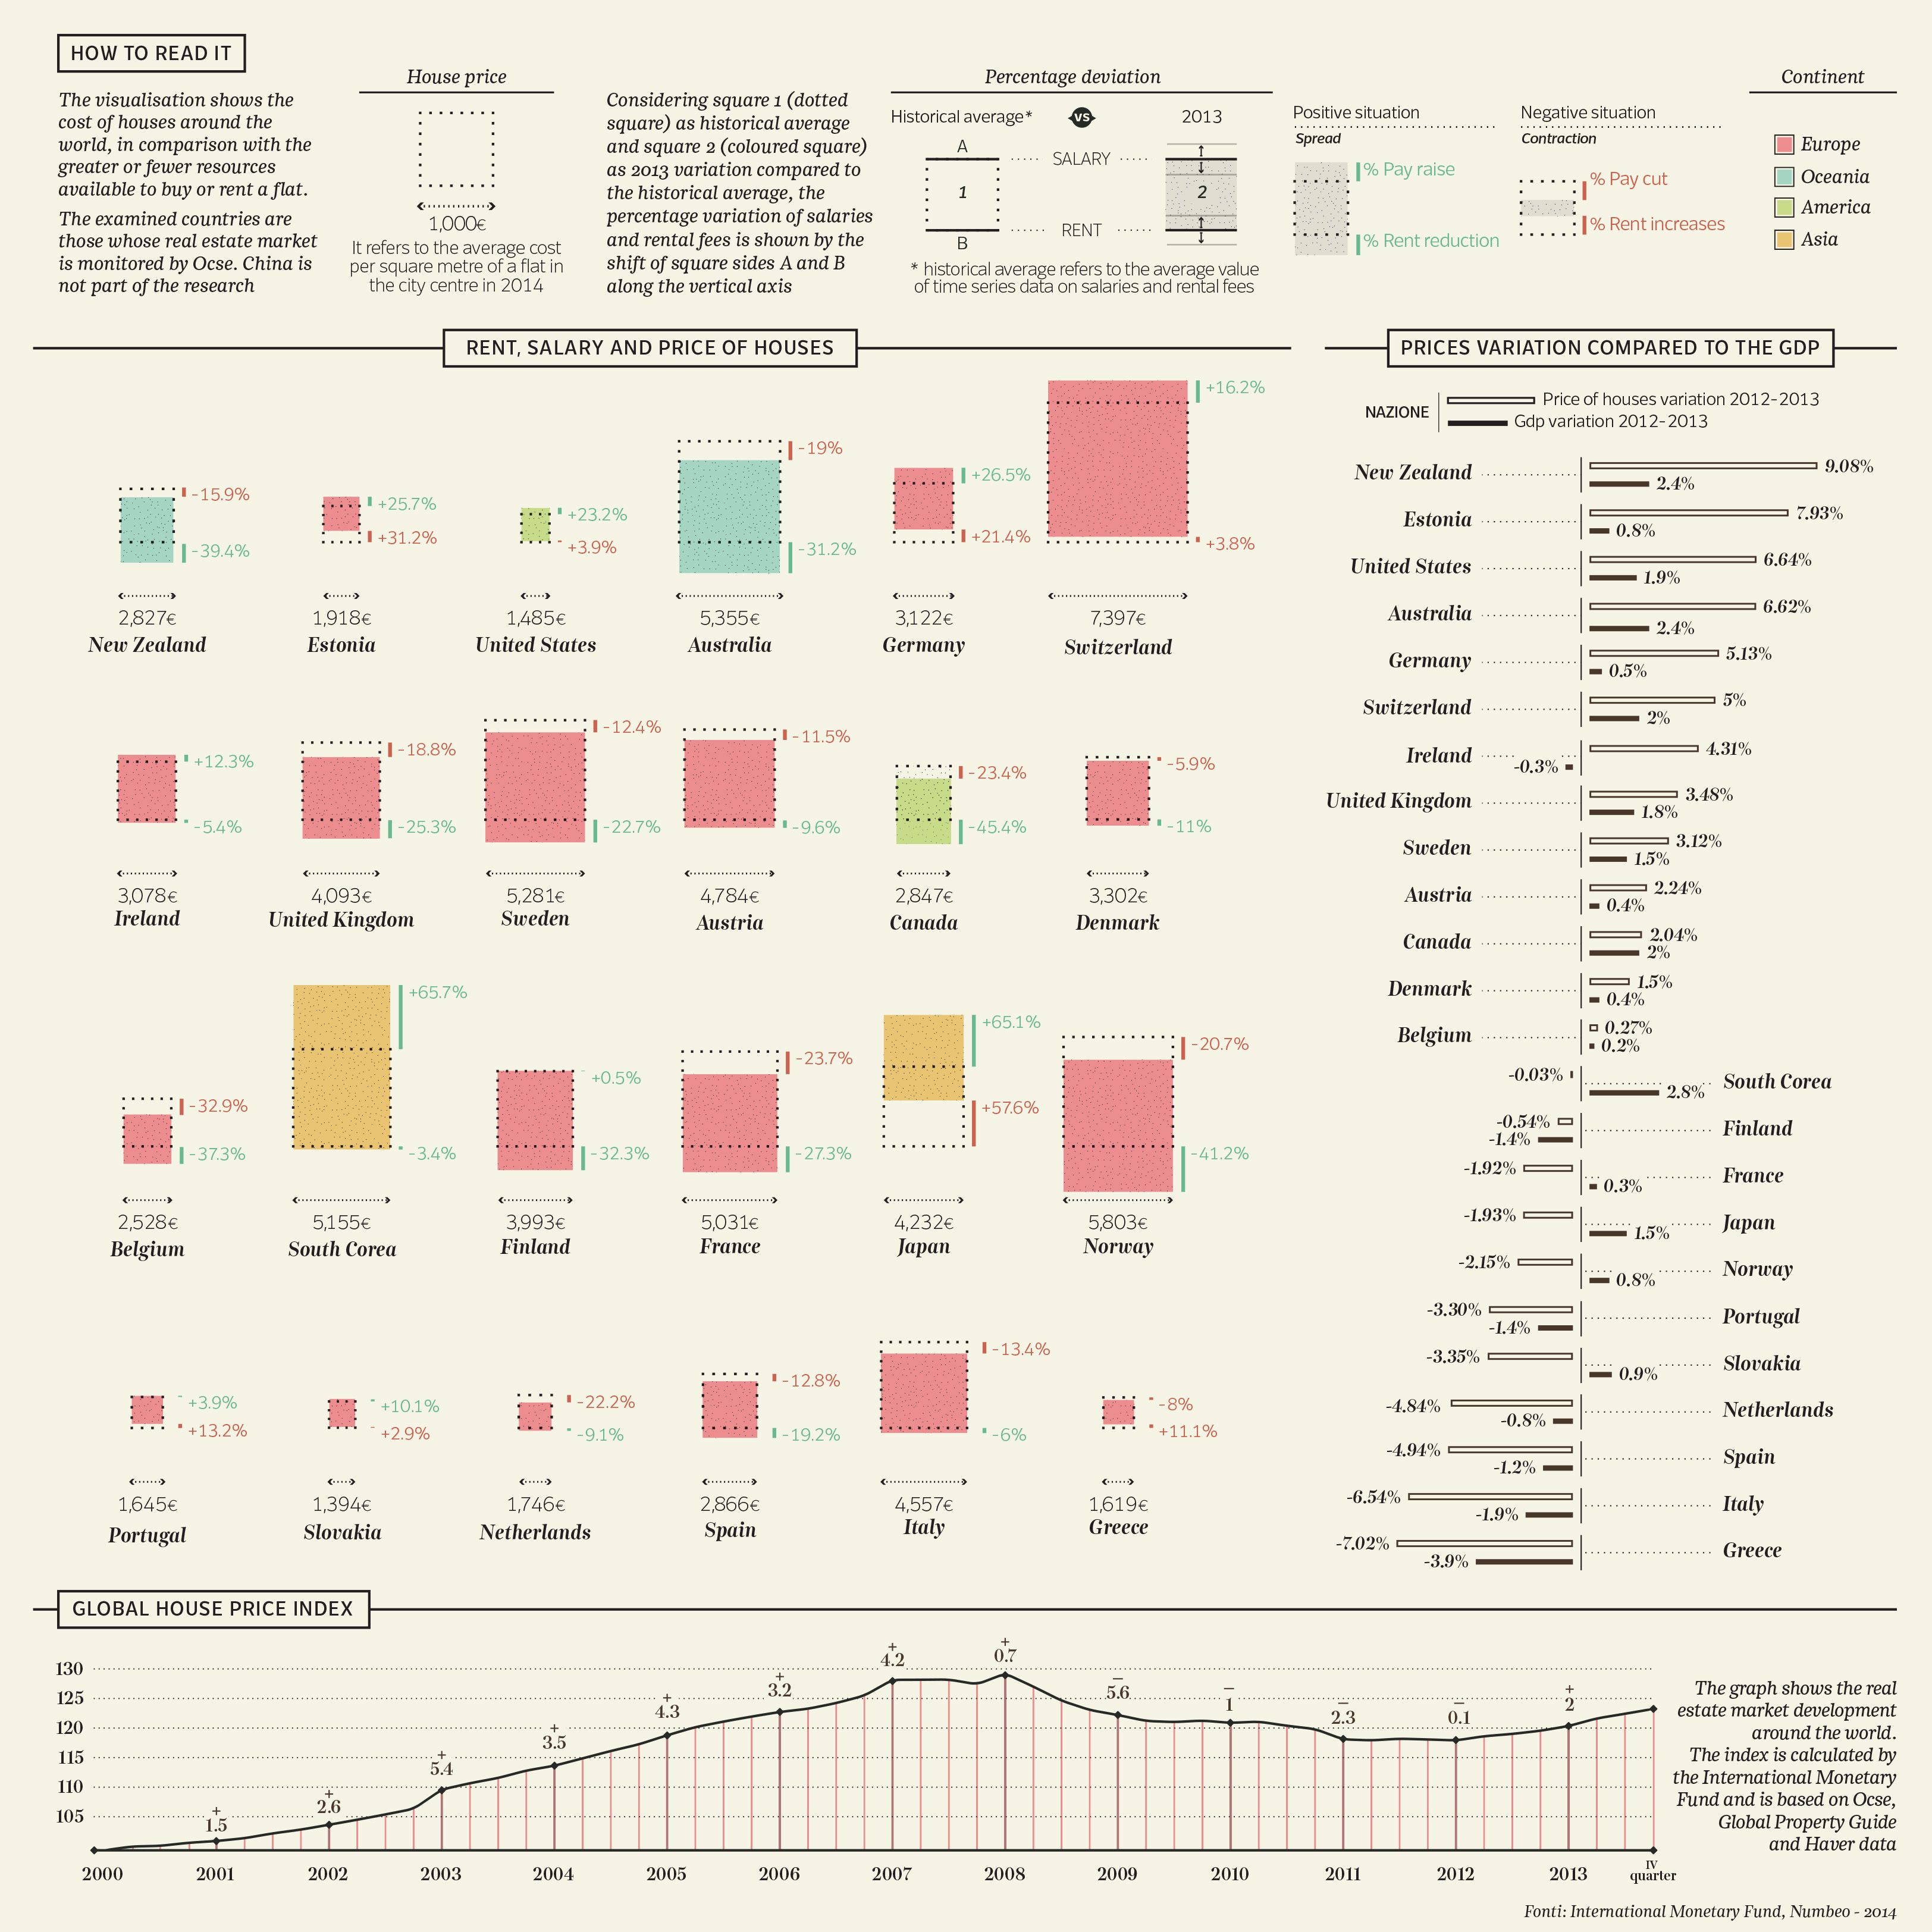 HOW TO READ IT
The visualisation shows the
cost of houses around the
world, in comparison with the
greater or fewer resources
available to buy or rent a flat.
The examined countries are
those whose real estate market
is monitored by Ocse. China is
not part of the research
House price
1,000€
It refers to the average cost
per square metre of a flat in
the city centre in 2014
Considering square 1 (dotted
square) as historical average
and square 2 (coloured square)
as 2013 variation compared to
the historical average, the
percentage variation of salaries
and rental fees is shown by the
shift of square sides A and B
along the vertical axis
Percentage deviation
Historical average* VS 2013
A
SALARY
1
2
RENT
B
* historical average refers to the average value
of time series data on salaries and rental fees
Positive situation
Spread
% Pay raise
% Rent reduction
Negative situation
Contraction
% Pay cut
% Rent increases
Continent
Europe
Oceania
America
Asia
RENT, SALARY AND PRICE OF HOUSES
-15.9%
-39.4%
2,827€
New Zealand
+25.7%
+31.2%
1,918€
Estonia
+23.2%
+3.9%
1,485€
United States
-19%
-31.2%
5,355€
Australia
+26.5%
+21.4%
3,122€
Germany
+16.2%
+3.8%
7,397€
Switzerland
+12.3%
-5.4%
3,078€
Ireland
-18.8%
-25.3%
4,093€
United Kingdom
-12.4%
-22.7%
5,281€
Sweden
-11.5%
-9.6%
4,784€
Austria
-23.4%
-45.4%
2,847€
Canada
-5.9%
-11%
3,302€
Denmark
-32.9%
-37.3%
2,528€
Belgium
+65.7%
-3.4%
5,155€
South Corea
+0.5%
-32.3%
3,993€
Finland
-23.7%
-27.3%
5,031€
France
+65.1%
+57.6%
4,232€
Japan
-20.7%
-41.2%
5,803€
Norway
+3.9%
+13.2%
1,645€
Portugal
+10.1%
+2.9%
1,394€
Slovakia
-22.2%
-9.1%
1,746€
Netherlands
-12.8%
-19.2%
2,866€
Spain
-13.4%
-6%
4,557€
Italy
-8%
+11.1%
1,619€
Greece
PRICES VARIATION COMPARED TO THE GDP
NAZIONE
Price of houses variation 2012-2013
Gdp variation 2012-2013
New Zealand 9.08%
2.4%
Estonia 7.93%
0.8%
United States 6.64%
1.9%
Australia 6.62%
2.4%
Germany 5.13%
0.5%
Switzerland 5%
2%
Ireland 4.31%
-0.3%
United Kingdom 3.48%
1.8%
Sweden 3.12%
1.5%
Austria 2.24%
0.4%
Canada 2.04%
2%
Denmark 1.5%
0.4%
Belgium 0.27%
0.2%
-0.03% South Corea
2.8%
-0.54% Finland
-1.4%
-1.92% France
0.3%
-1.93% Japan
1.5%
-2.15% Norway
0.8%
-3.30% Portugal
-1.4%
-3.35% Slovakia
0.9%
-4.84% Netherlands
-0.8%
-4.94% Spain
-1.2%
-6.54% Italy
-1.9%
-7.02% Greece
-3.9%
GLOBAL HOUSE PRICE INDEX
130
125
120
115
110
105
+ 1.5
+ 2.6
+ 5.4
+ 3.5
+ 4.3
+ 3.2
+ 4.2
+ 0.7
– 5.6
– 1
– 2.3
– 0.1
+ 2
2000 2001 2002 2003 2004 2005 2006 2007 2008 2009 2010 2011 2012 2013 IV
quarter
The graph shows the real
estate market development
around the world.
The index is calculated by
the International Monetary
Fund and is based on Ocse,
Global Property Guide
and Haver data
Fonti: International Monetary Fund, Numbeo - 2014